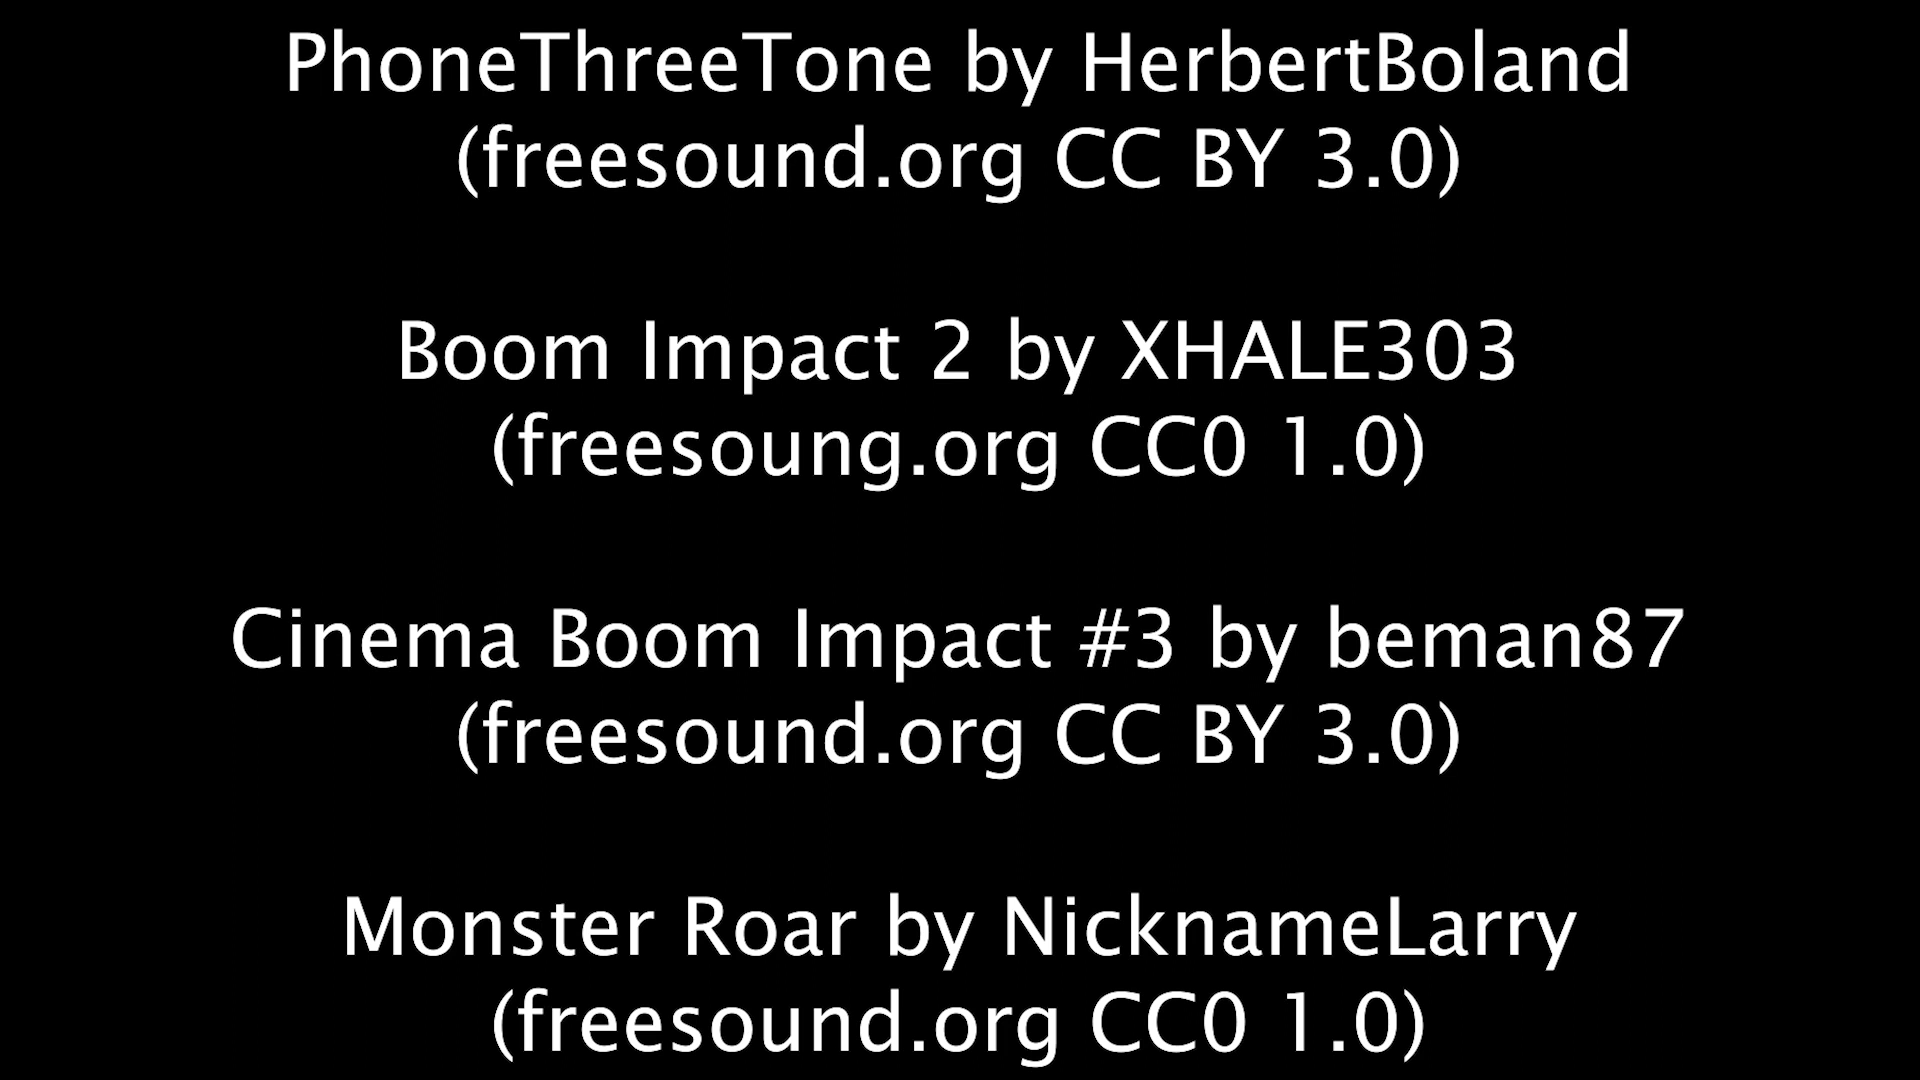 PhoneThreeTone by HerbertBoland
(freesound.org CC BY 3.0)
Boom Impact 2 by XHALE303
(freesoung.org CC0 1.0)
Cinema Boom Impact #3 by beman87
(freesound.org CC BY 3.0)
Monster Roar by NicknameLarry
(freesound.org CC0 1.0)